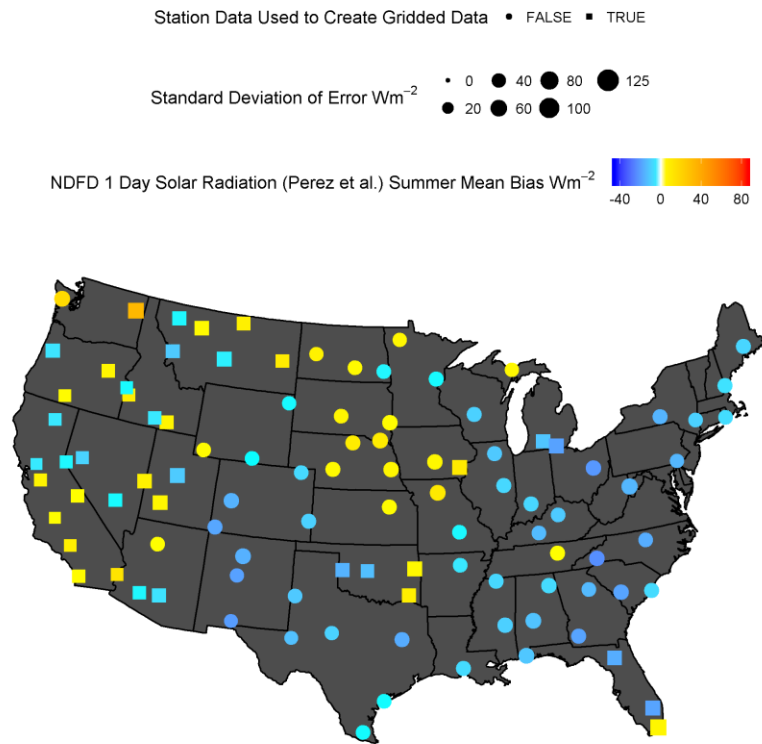 Station Data Used to Create Gridded Data FALSE TRUE
Standard Deviation of Error Wm−2 0 40 80 125
20 60 100
NDFD 1 Day Solar Radiation (Perez et al.) Summer Mean Bias Wm−2
-40 0 40 80